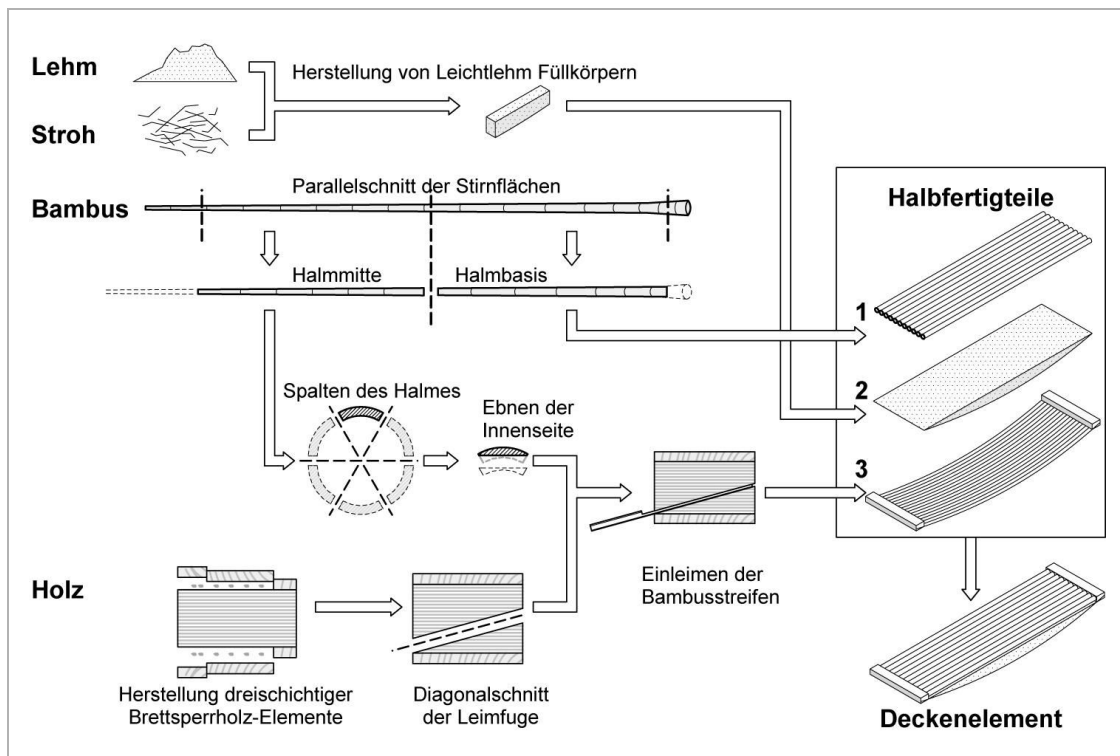 Lehm
Herstellung von Leichtlehm Füllkörpern
Stroh
Parallelschnitt der Stirnflächen
Bambus
Halmmitte
Halbasis
Halbfertigteile
1
2
3
Spalten des Halmes
Ebnen der
Innenseite
Holz
Einleimen der
Bambusstreifen
Herstellung dreischichtiger
Brettsperrholz-Elemente
Diagonalschnitt
der Leimfuge
Deckenelement